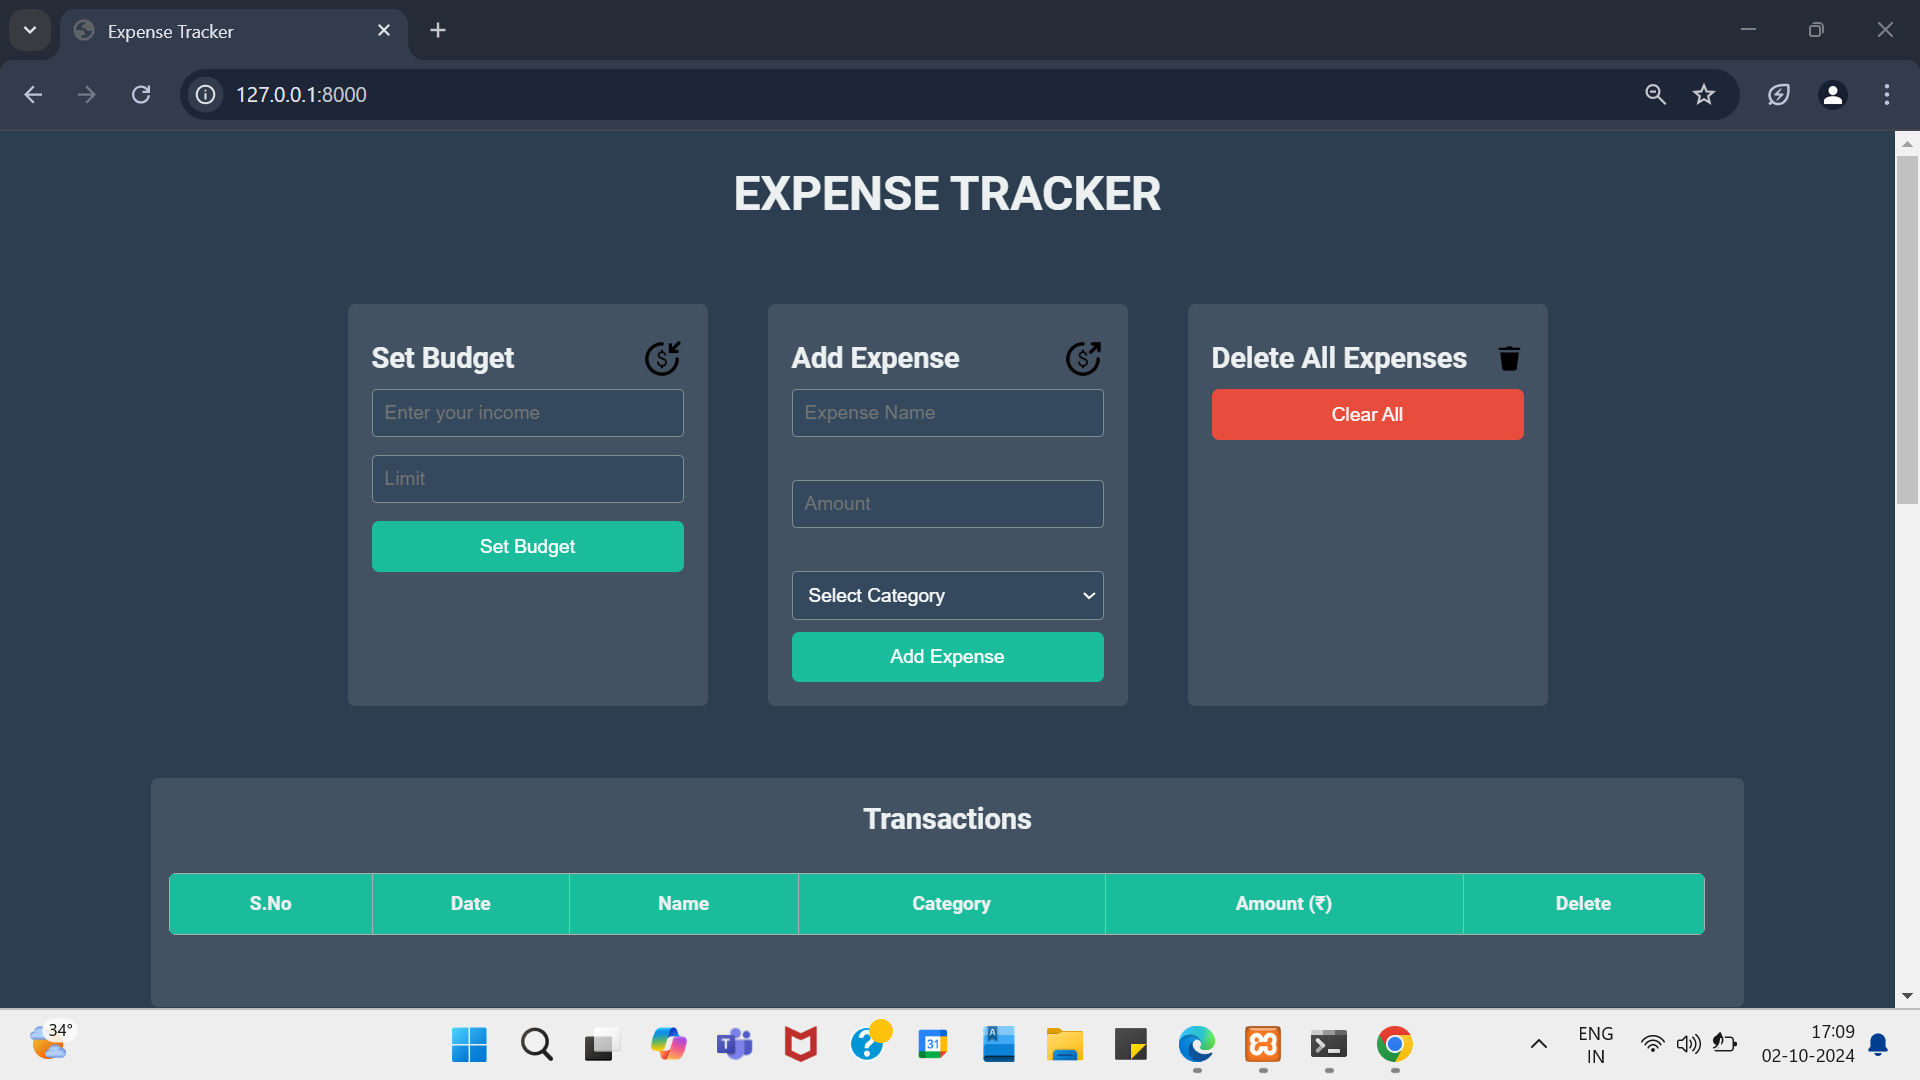 Expense Tracker
127.0.0.1:8000
EXPENSE TRACKER
Set Budget
Enter your income
Limit
Set Budget
Add Expense
Expense Name
Amount
Select Category
Add Expense
Delete All Expenses
Clear All
Transactions
S.No Date Name Category Amount (₹) Delete
34°
31
A
ENG
IN
17:09
02-10-2024